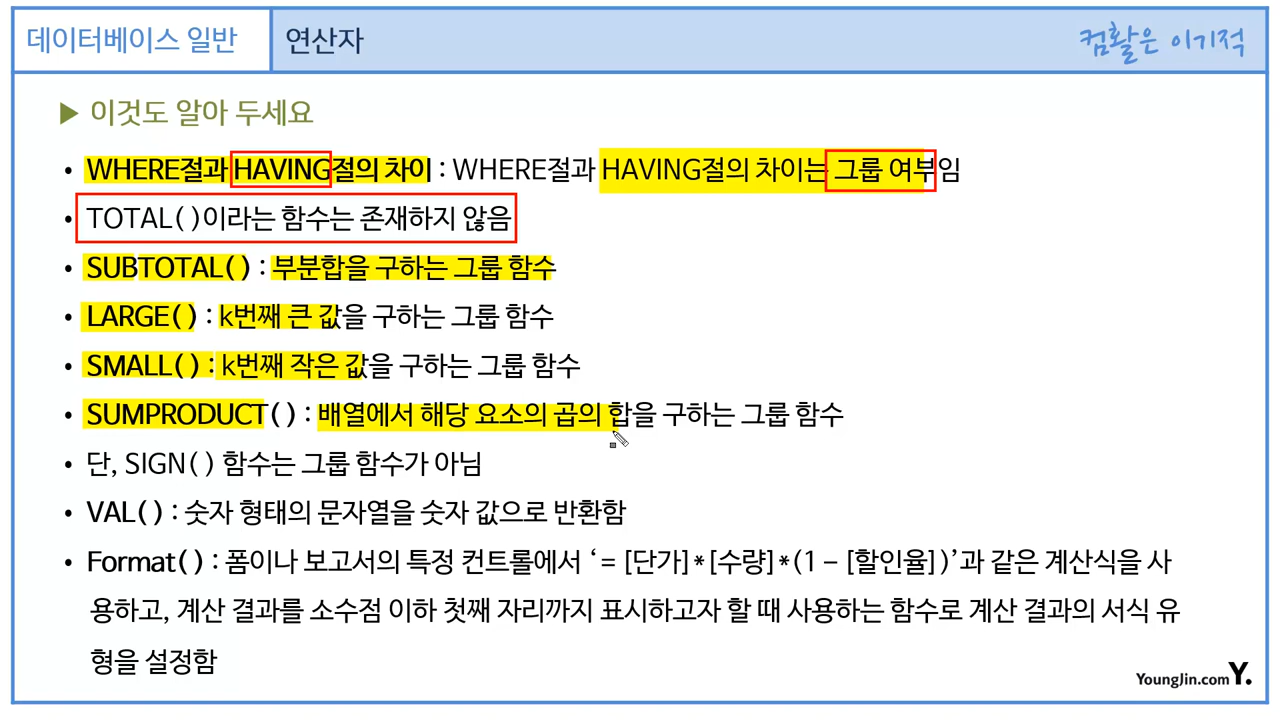 데이터베이스 일반
연산자
컴활은 이기적
▶ 이것도 알아 두세요
• WHERE절과 HAVING절의 차이 : WHERE절과 HAVING절의 차이는 그룹 여부임
• TOTAL()이라는 함수는 존재하지 않음
• SUBTOTAL() : 부분합을 구하는 그룹 함수
• LARGE() : k번째 큰 값을 구하는 그룹 함수
• SMALL() : k번째 작은 값을 구하는 그룹 함수
• SUMPRODUCT() : 배열에서 해당 요소의 곱의 합을 구하는 그룹 함수
• 단, SIGN() 함수는 그룹 함수가 아님
• VAL() : 숫자 형태의 문자열을 숫자 값으로 반환함
• Format() : 폼이나 보고서의 특정 컨트롤에서 ‘= [단가]*[수량]*(1 – [할인율])’과 같은 계산식을 사
용하고, 계산 결과를 소수점 이하 첫째 자리까지 표시하고자 할 때 사용하는 함수로 계산 결과의 서식 유
형을 설정함
YoungJin.com Y.